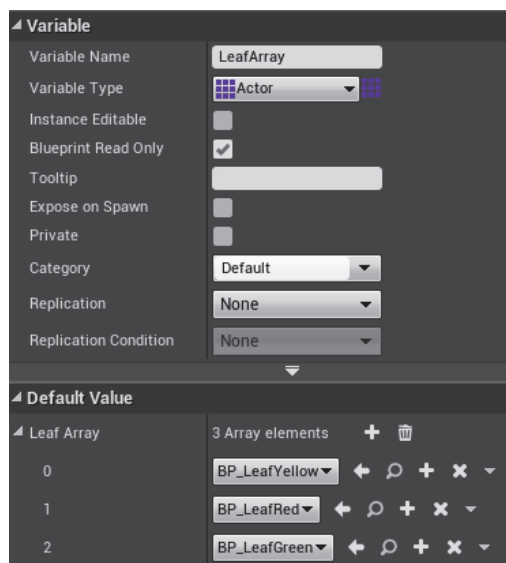 Variable
Variable Name LeafArray
Variable Type Actor
Instance Editable
Blueprint Read Only
Tooltip
Expose on Spawn
Private
Category Default
Replication None
Replication Condition None
Default Value
Leaf Array 3 Array elements
0 BP_LeafYellow
1 BP_LeafRed
2 BP_LeafGreen